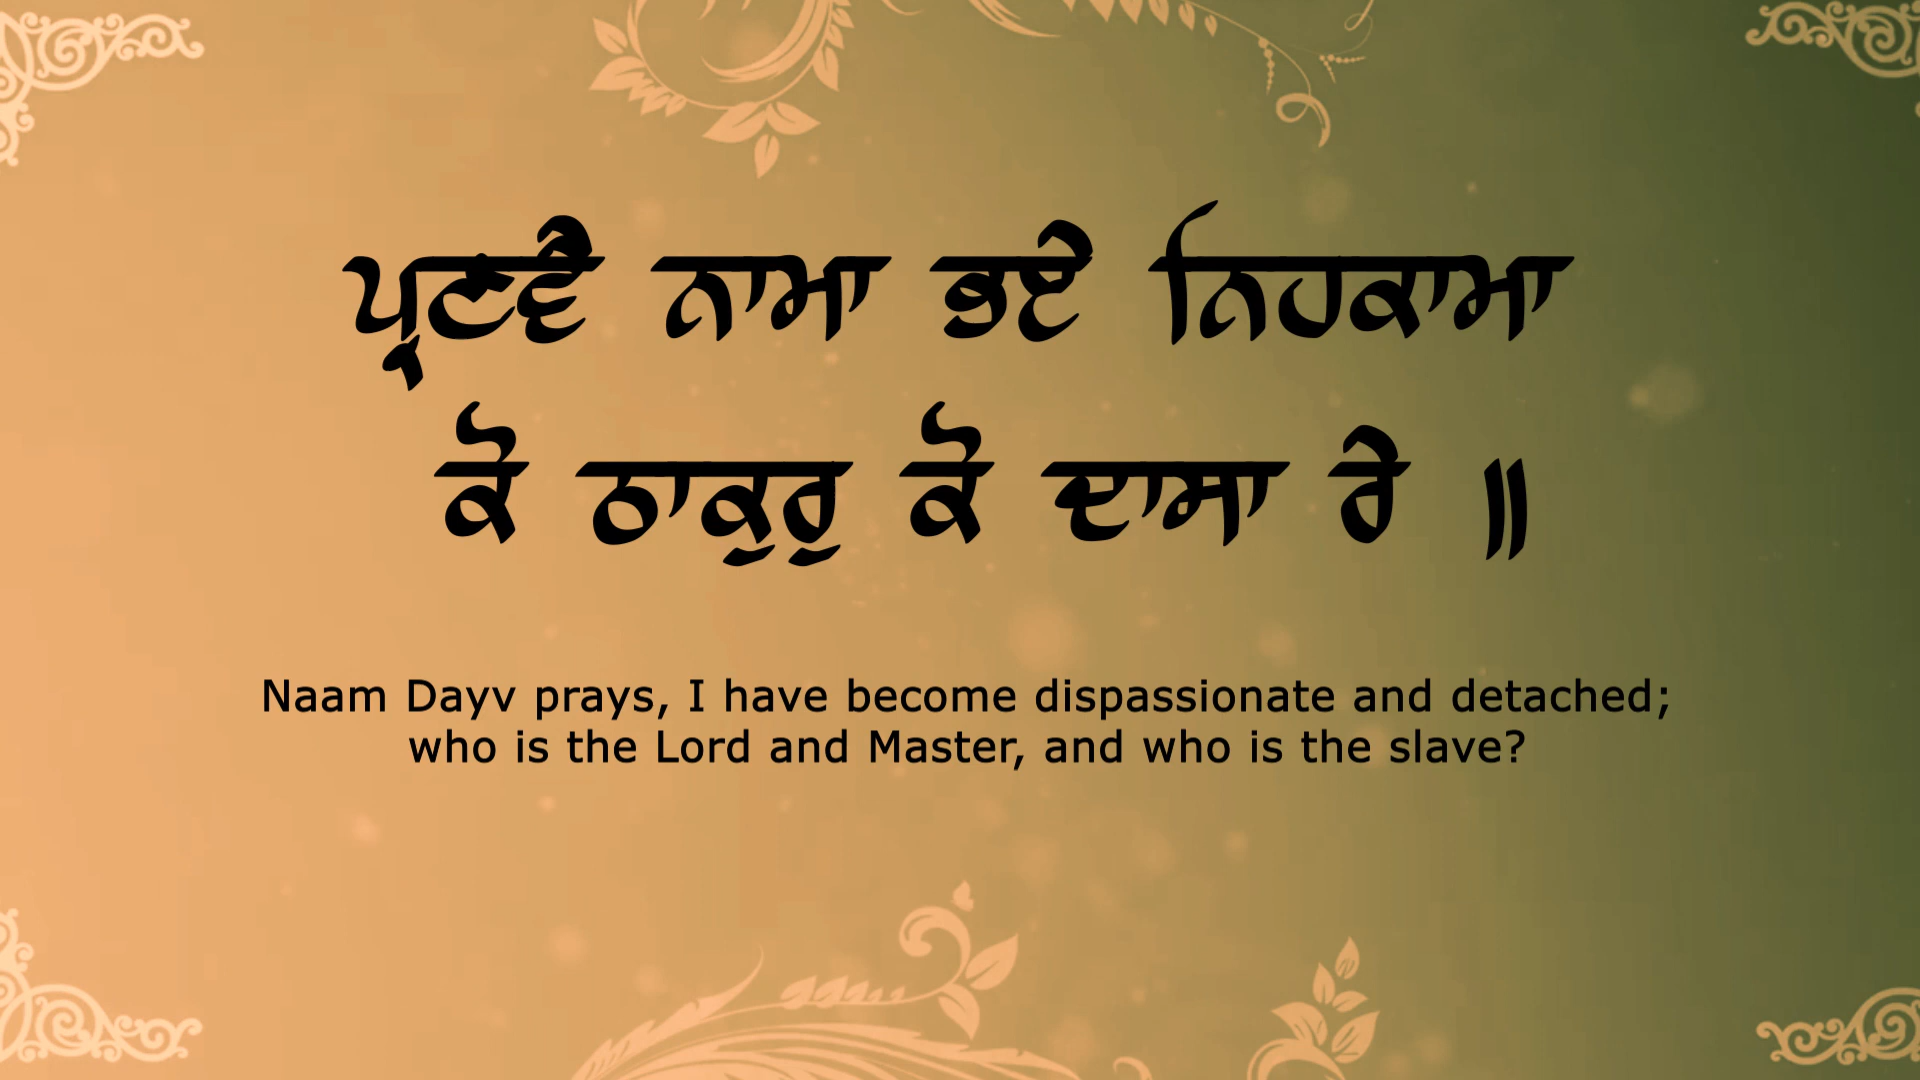 ਪ੍ਰਣਵੈ ਨਾਮਾ ਭਏ ਨਿਹਕਾਮਾ
ਕੋ ਠਾਕੁਰੁ ਕੋ ਦਾਸਾ ਰੇ ॥
Naam Dayv prays, I have become dispassionate and detached;
who is the Lord and Master, and who is the slave?